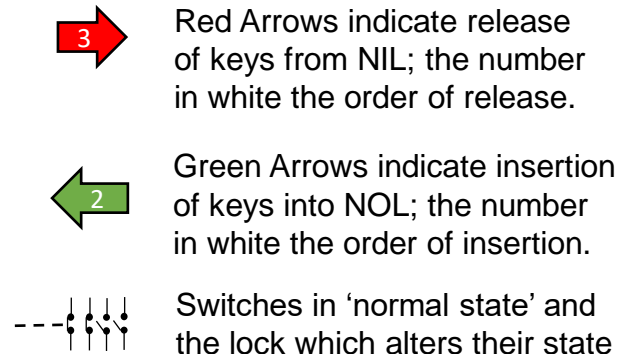 3
Red Arrows indicate release
of keys from NIL; the number
in white the order of release.
2
Green Arrows indicate insertion
of keys into NOL; the number
in white the order of insertion.
Switches in ‘normal state’ and
the lock which alters their state